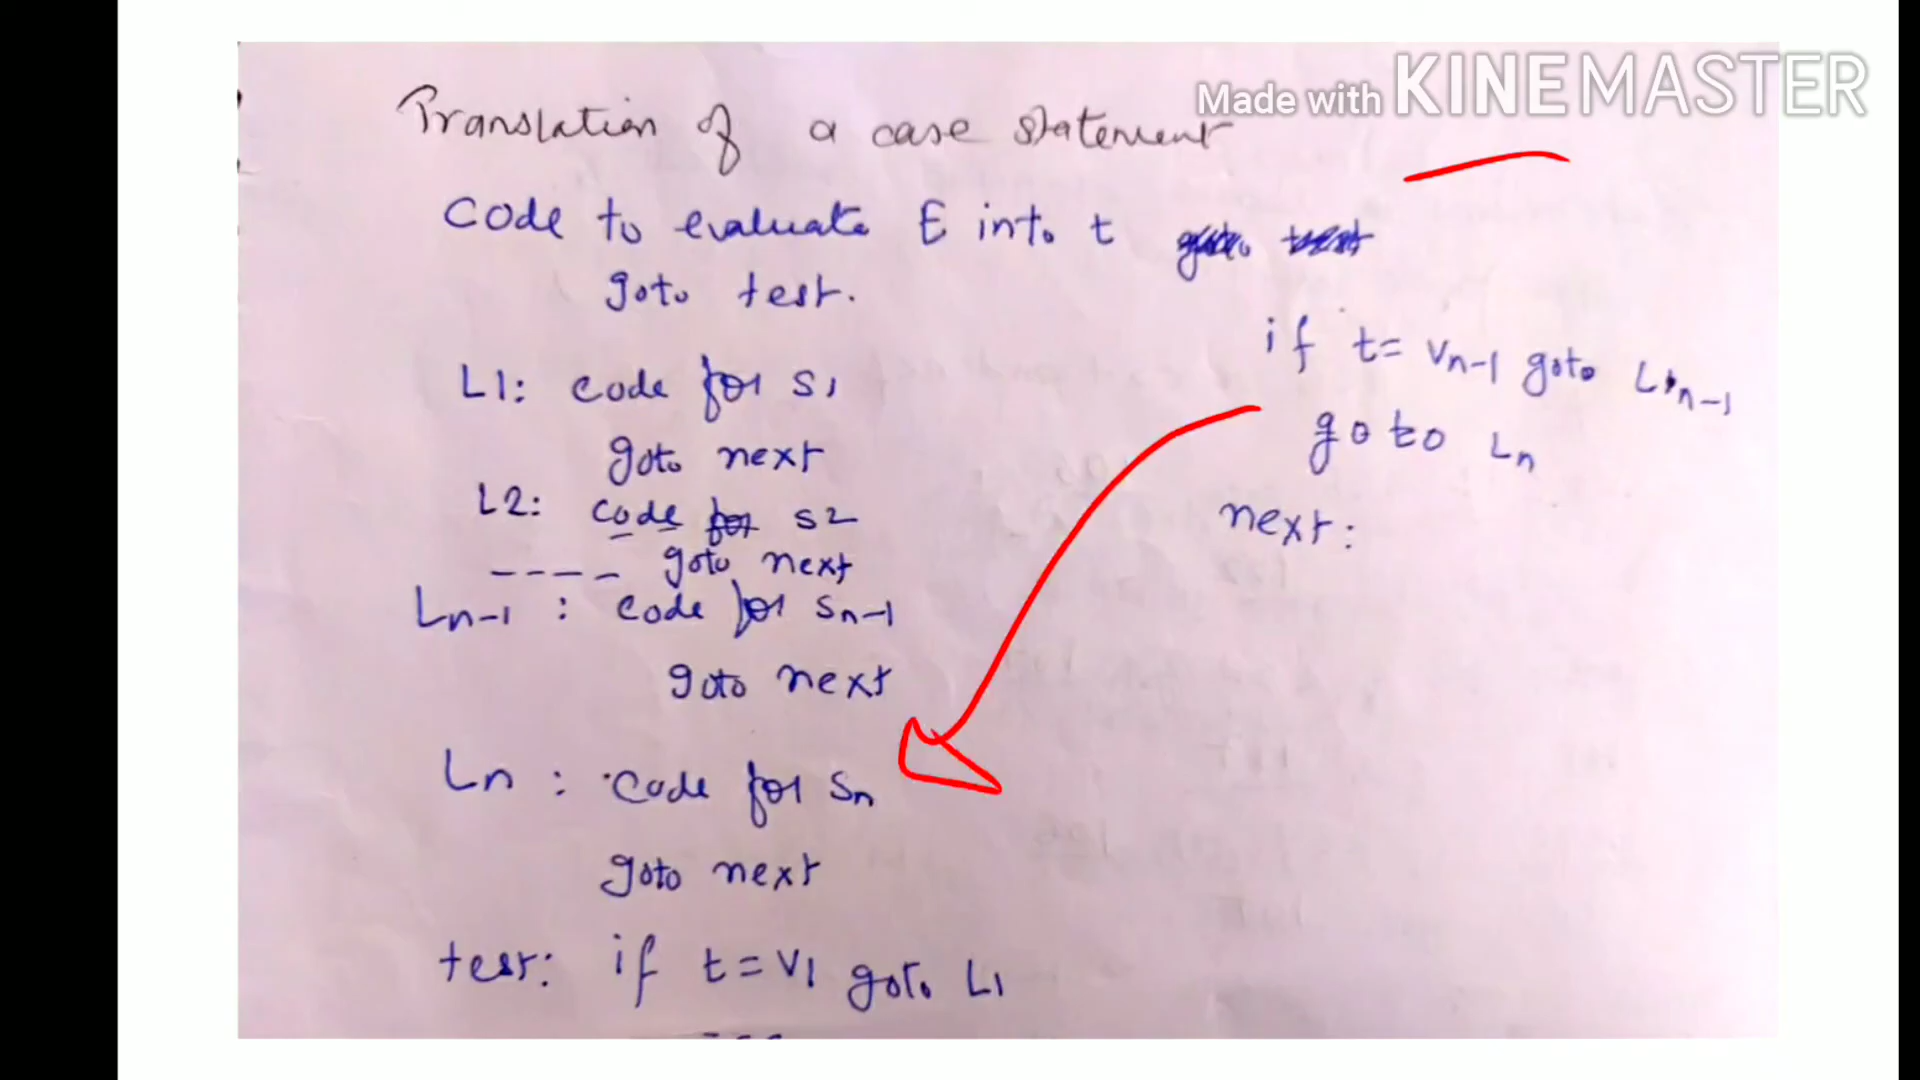 Made with KINEMASTER
Translation of a case statement
Code to evaluate E into t
goto test.
L1: code for S1
goto next
L2: code for S2
---- goto next
Ln-1 : code for Sn-1
goto next
Ln : code for Sn
goto next
test: if t=V1 goto L1
if t= Vn-1 goto Ln-1
goto Ln
next: